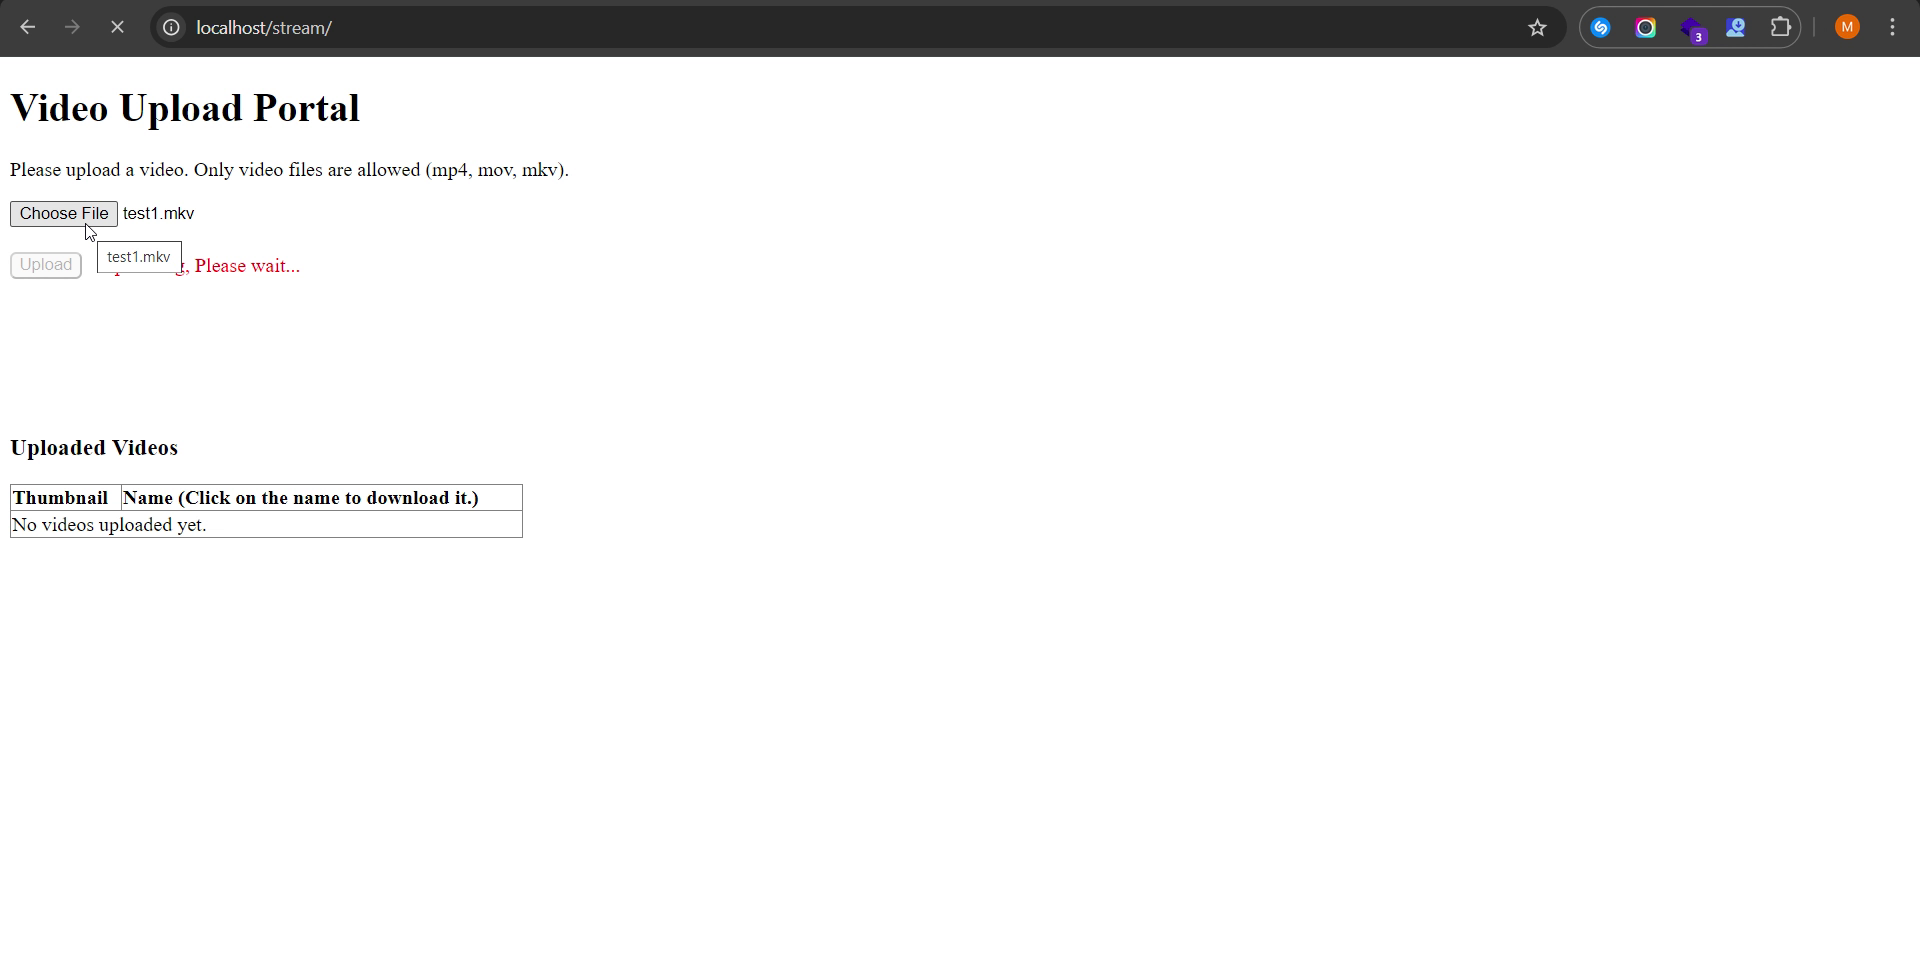 localhost/stream/
3
M
Video Upload Portal
Please upload a video. Only video files are allowed (mp4, mov, mkv).
Choose File test1.mkv
test1.mkv
Upload Please wait...
Uploaded Videos
Thumbnail Name (Click on the name to download it.)
No videos uploaded yet.